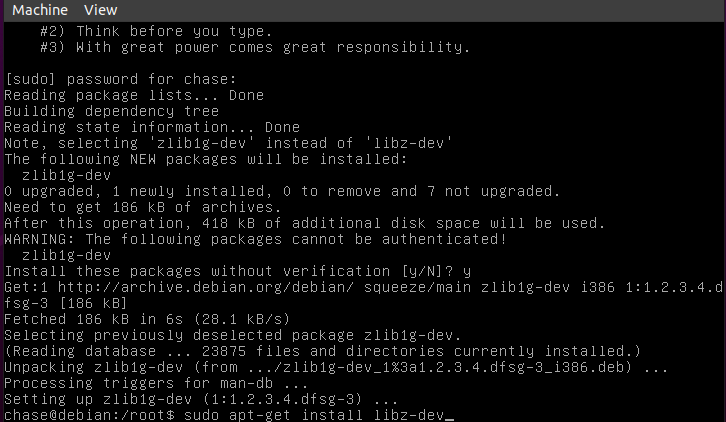 Machine View
#2) Think before you type.
#3) With great power comes great responsibility.
[sudo] password for chase:
Reading package lists... Done
Building dependency tree
Reading state information... Done
Note, selecting 'zlib1g-dev' instead of 'libz-dev'
The following NEW packages will be installed:
zlib1g-dev
0 upgraded, 1 newly installed, 0 to remove and 7 not upgraded.
Need to get 186 kB of archives.
After this operation, 418 kB of additional disk space will be used.
WARNING: The following packages cannot be authenticated!
zlib1g-dev
Install these packages without verification [y/N]? y
Get:1 http://archive.debian.org/debian/ squeeze/main zlib1g-dev i386 1:1.2.3.4.d
fsg-3 [186 kB]
Fetched 186 kB in 6s (28.1 kB/s)
Selecting previously deselected package zlib1g-dev.
(Reading database ... 23875 files and directories currently installed.)
Unpacking zlib1g-dev (from .../zlib1g-dev_1%3a1.2.3.4.dfsg-3_i386.deb) ...
Processing triggers for man-db ...
Setting up zlib1g-dev (1:1.2.3.4.dfsg-3) ...
chase@debian:/root$ sudo apt-get install libz-dev_